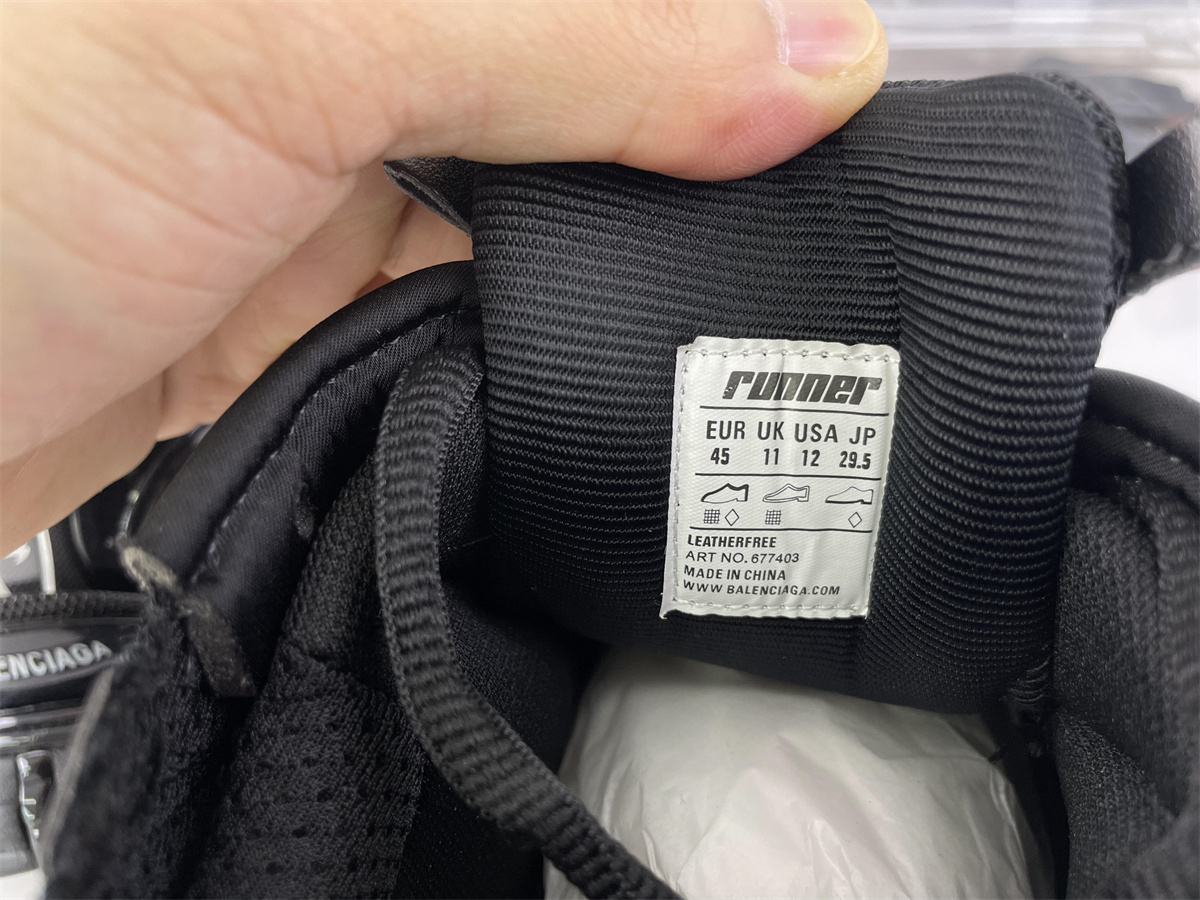 runner
EUR UK USA JP
45 11 12 29.5
LEATHERFREE
ART NO. 677403
MADE IN CHINA
WWW.BALENCIAGA.COM
ENCIAGA